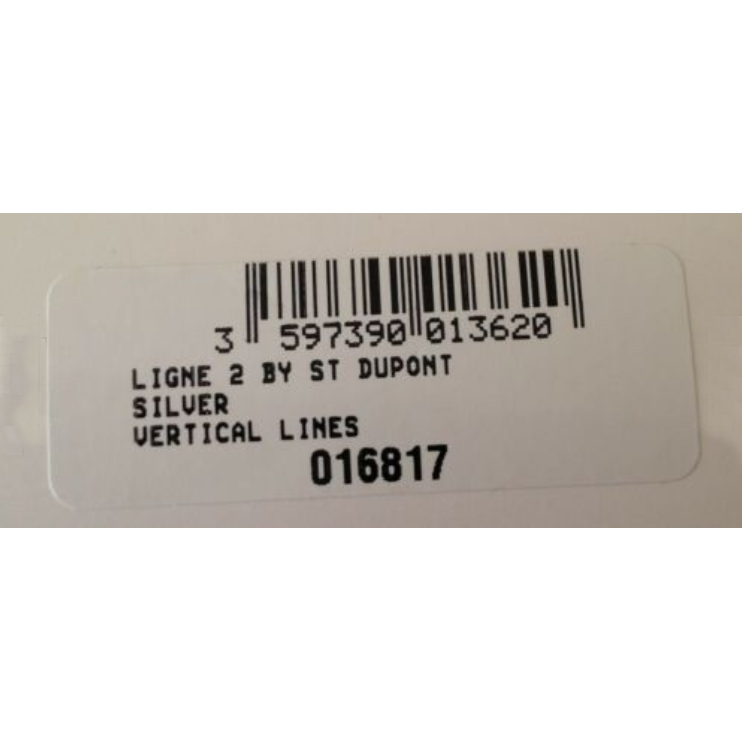 3 597390 013620
LIGNE 2 BY ST DUPONT
SILVER
VERTICAL LINES
016817